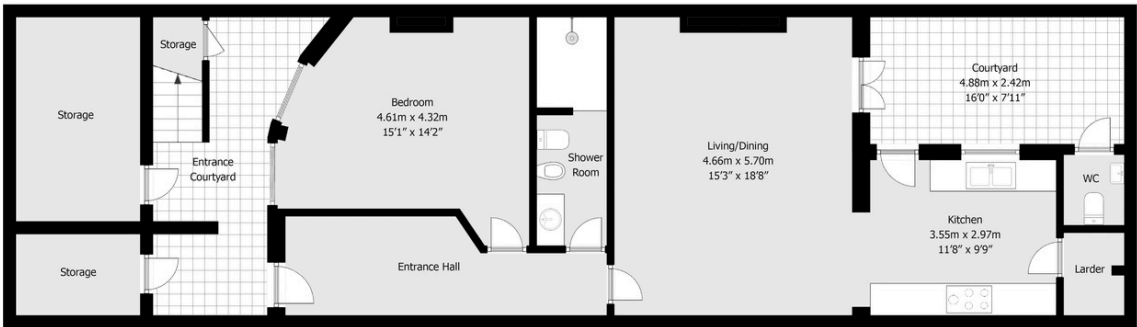 Storage
Storage
Storage
Entrance
Courtyard
Bedroom
4.61m x 4.32m
15'1" x 14'2"
Entrance Hall
Shower
Room
Living/Dining
4.66m x 5.70m
15'3" x 18'8"
Courtyard
4.88m x 2.42m
16'0" x 7'11"
WC
Kitchen
3.55m x 2.97m
11'8" x 9'9"
Larder